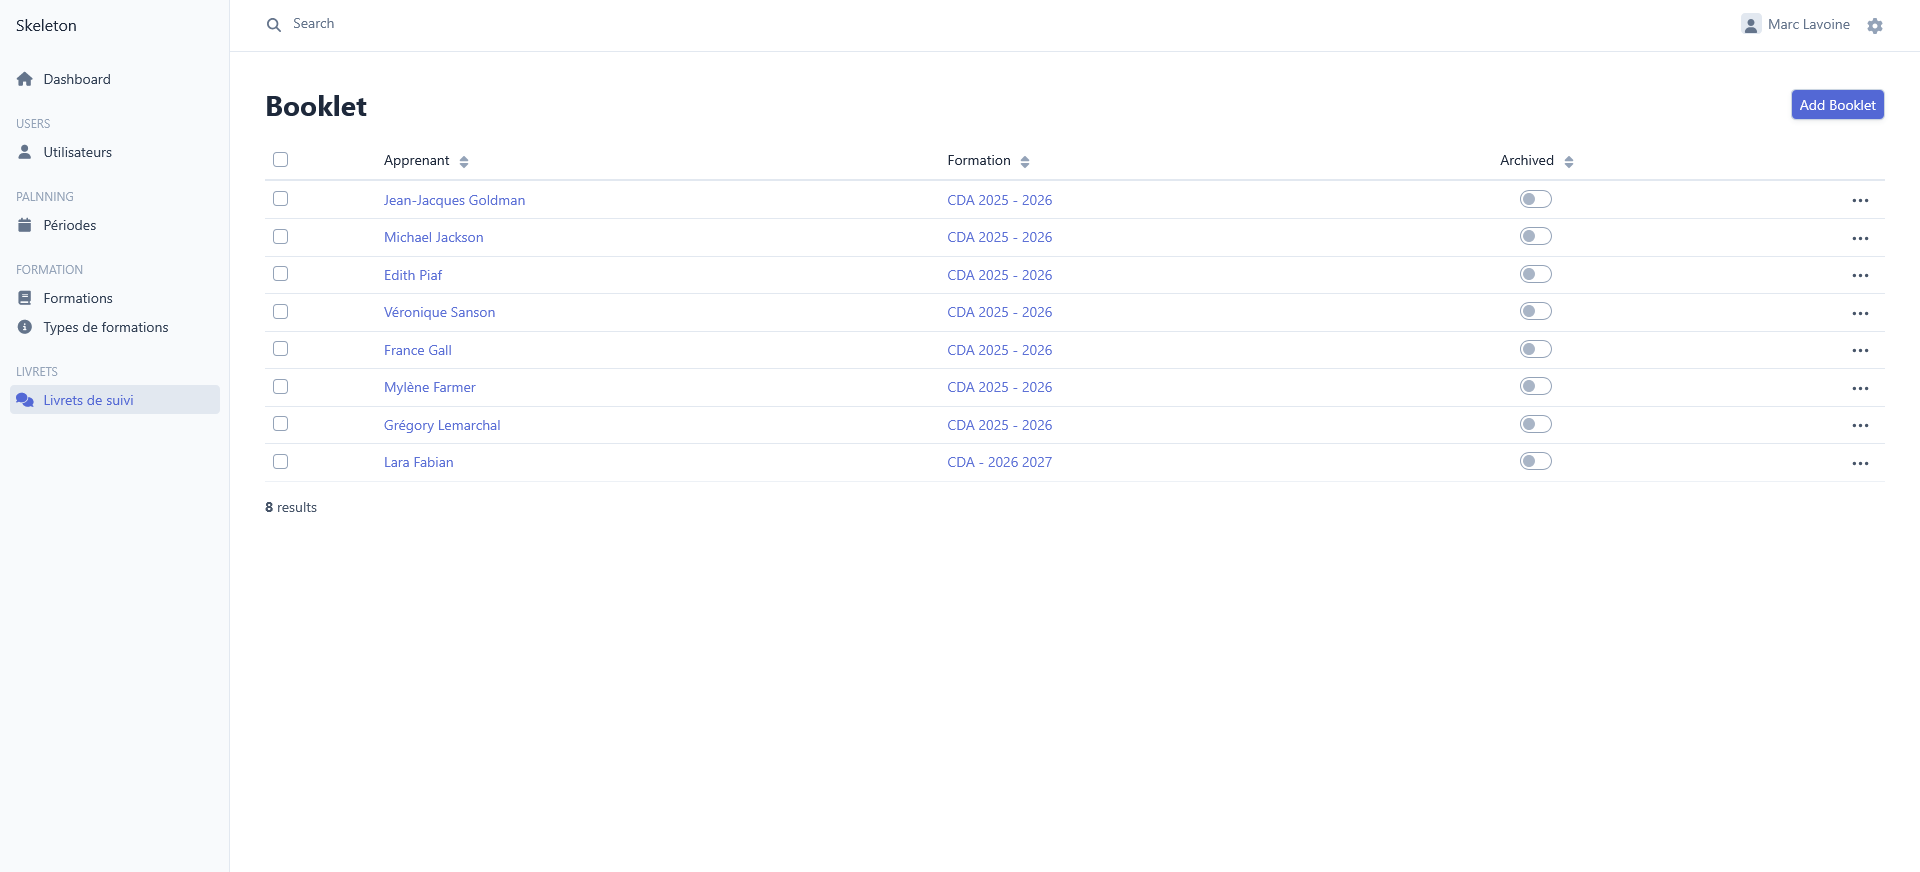 Skeleton
Search
Marc Lavoine
Dashboard
USERS
Utilisateurs
PALNNING
Périodes
FORMATION
Formations
Types de formations
LIVRETS
Livrets de suivi
Booklet
Add Booklet
Apprenant Formation Archived
Jean-Jacques Goldman CDA 2025 - 2026
Michael Jackson CDA 2025 - 2026
Edith Piaf CDA 2025 - 2026
Véronique Sanson CDA 2025 - 2026
France Gall CDA 2025 - 2026
Mylène Farmer CDA 2025 - 2026
Grégory Lemarchal CDA 2025 - 2026
Lara Fabian CDA - 2026 2027
8 results